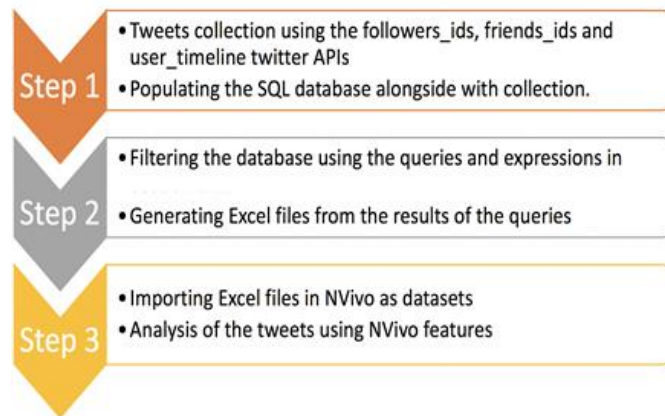 Step 1
• Tweets collection using the followers_ids, friends_ids and
user_timeline twitter APIs
• Populating the SQL database alongside with collection.
Step 2
• Filtering the database using the queries and expressions in
• Generating Excel files from the results of the queries
Step 3
• Importing Excel files in NVivo as datasets
• Analysis of the tweets using NVivo features